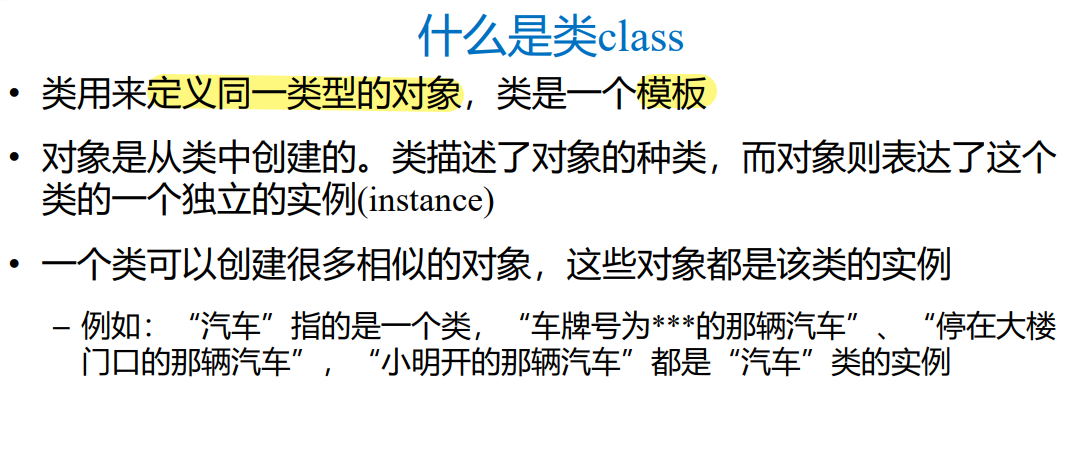 什么是类class
• 类用来定义同一类型的对象，类是一个模板
• 对象是从类中创建的。类描述了对象的种类，而对象则表达了这个
类的一个独立的实例(instance)
• 一个类可以创建很多相似的对象，这些对象都是该类的实例
– 例如：“汽车”指的是一个类，“车牌号为***的那辆汽车”、“停在大楼
门口的那辆汽车”，“小明开的那辆汽车”都是“汽车”类的实例